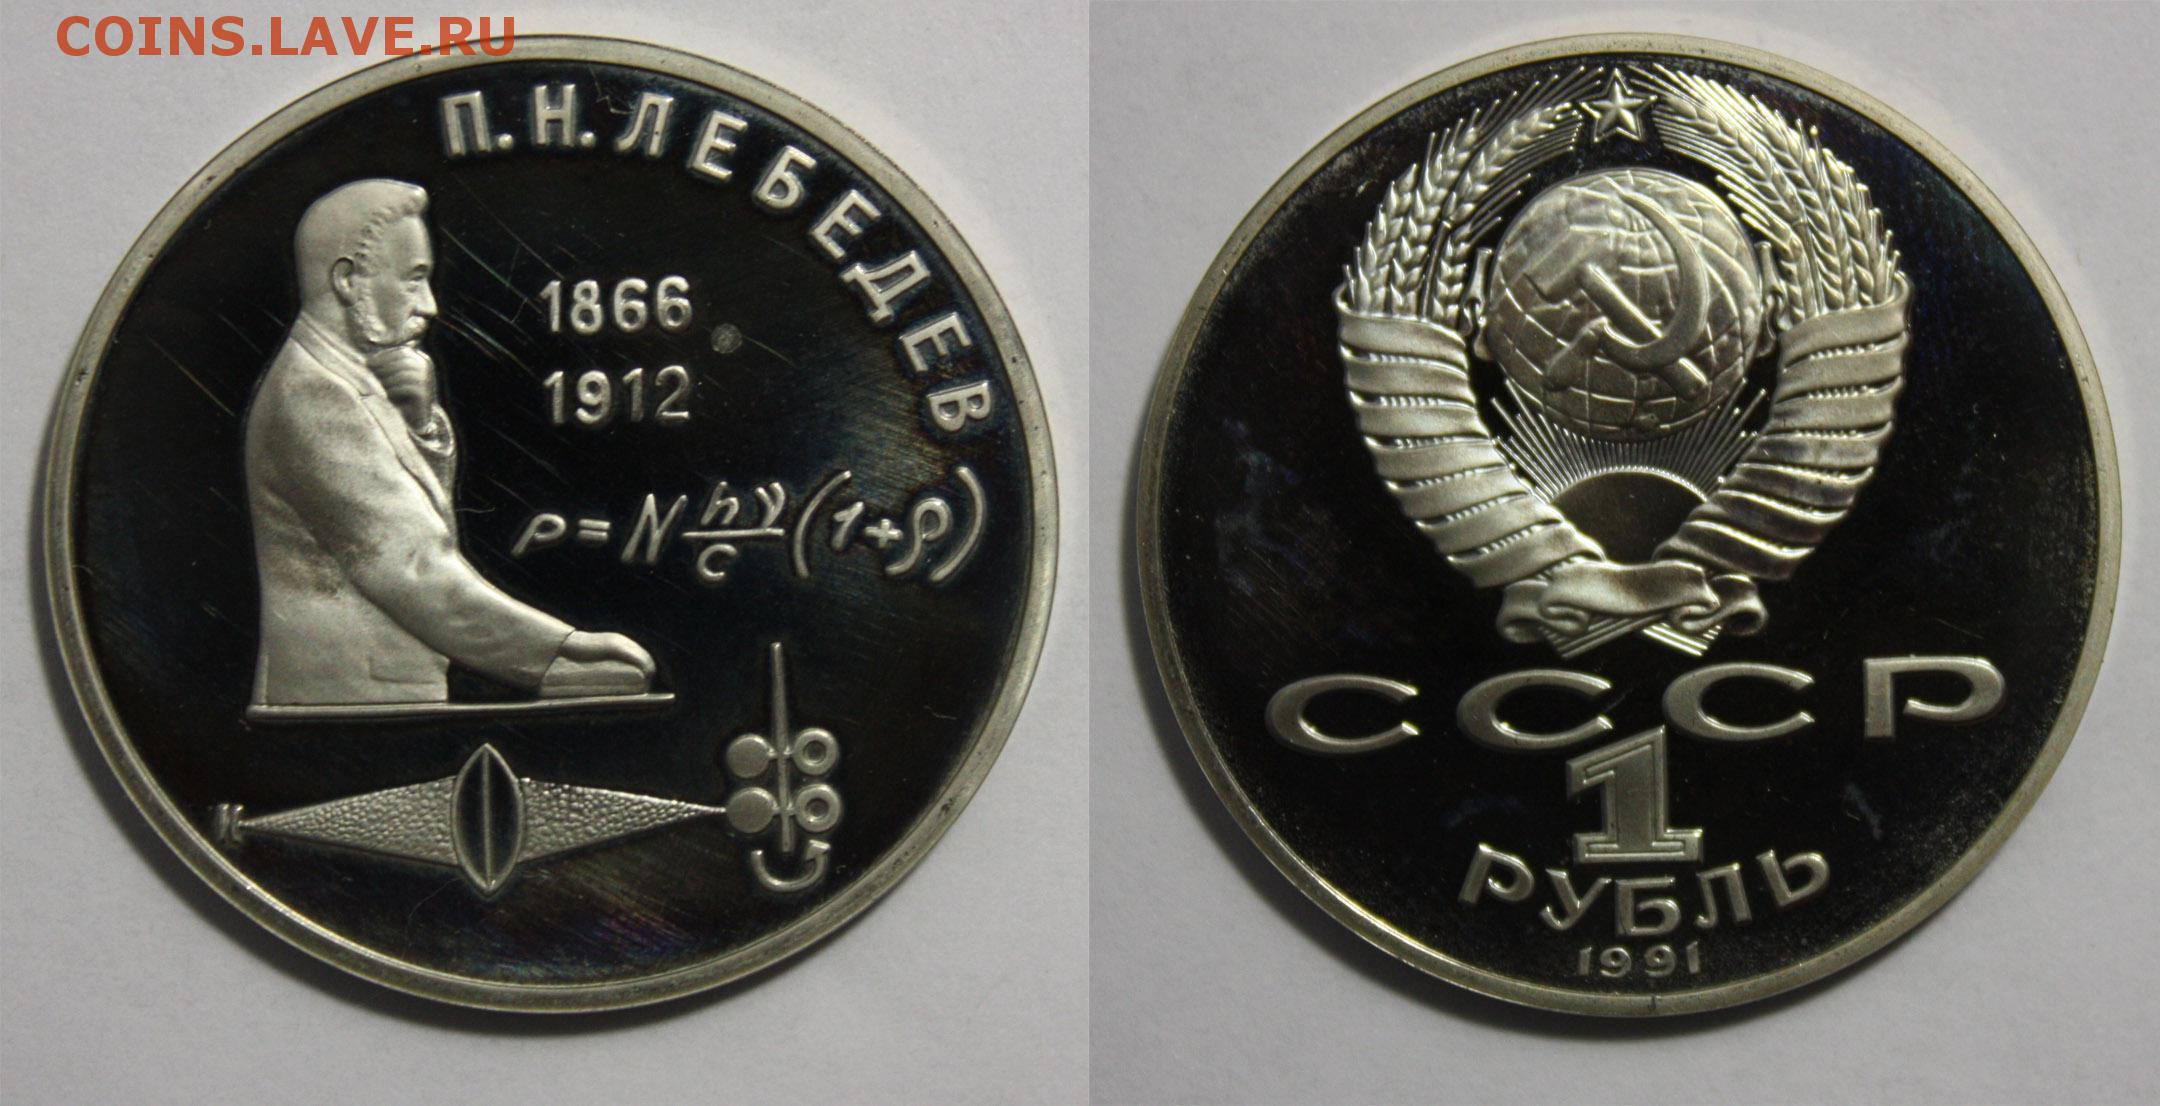 COINS.LAVE.RU
П.Н.ЛЕБЕДЕВ
1866
1912
p=N hν/c (1+ρ)
СССР
1
РУБЛЬ
1991